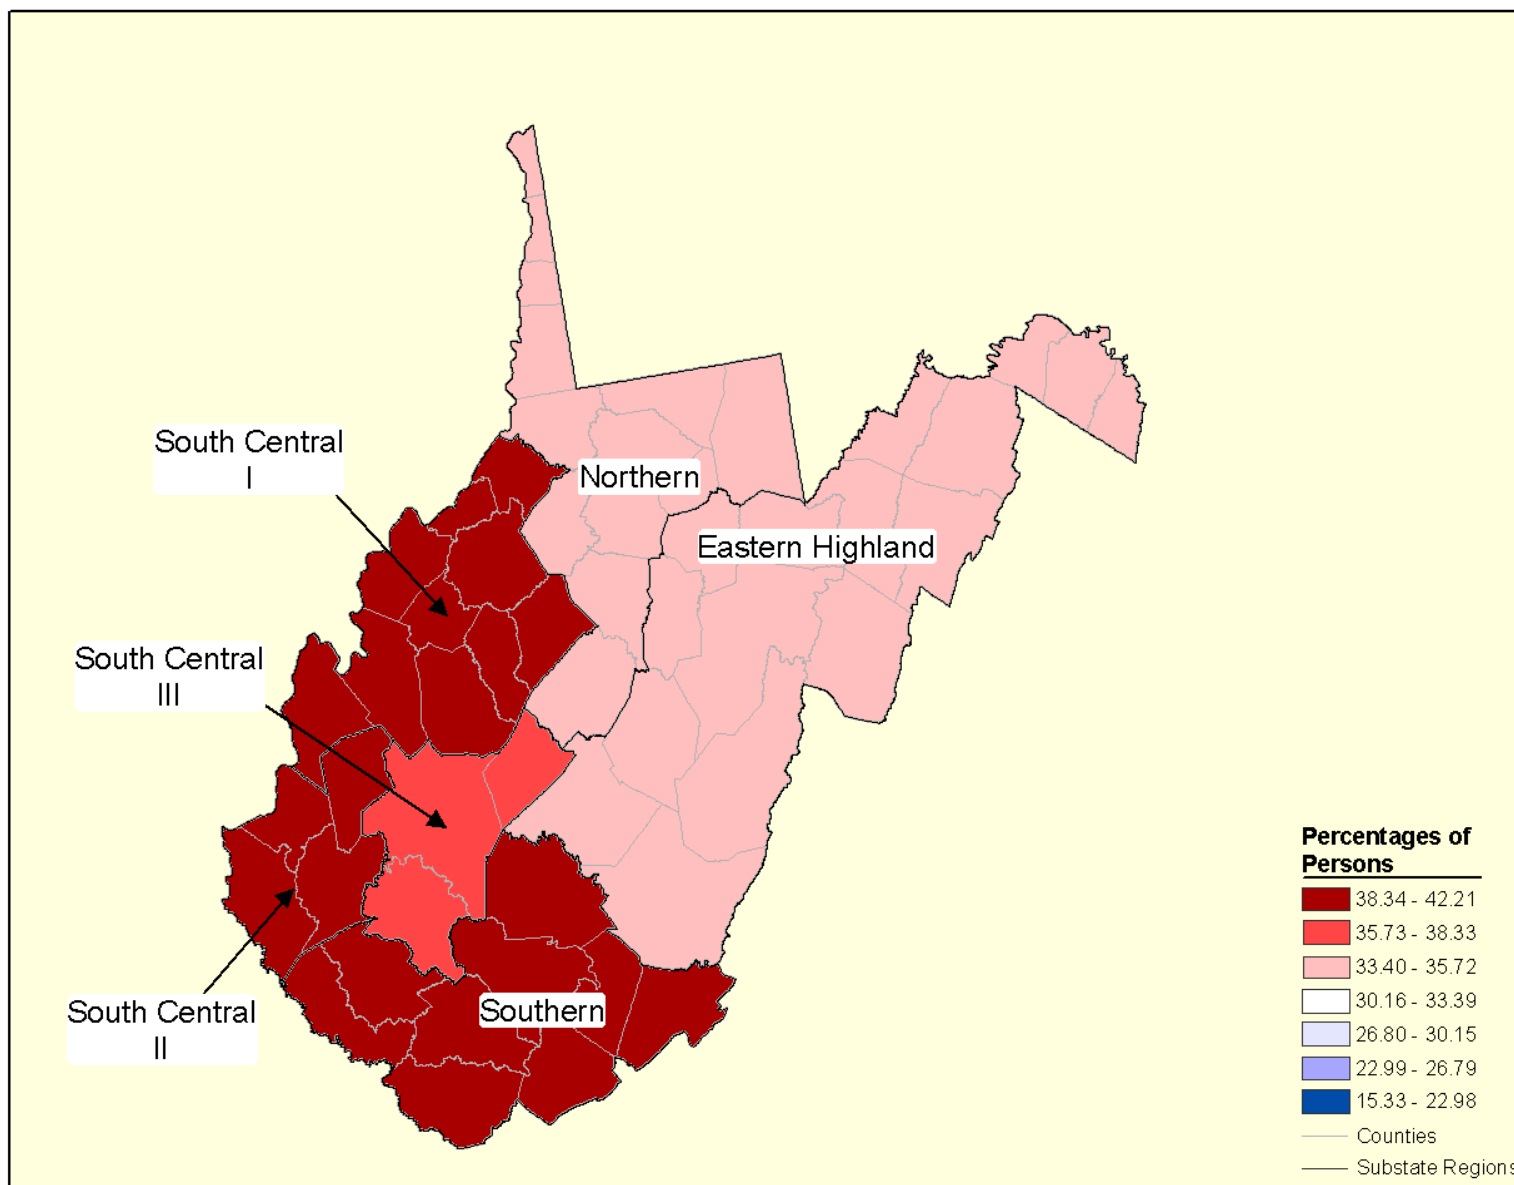 South Central
I
Northern
Eastern Highland
South Central
III
South Central
II
Southern
Percentages of
Persons
38.34 - 42.21
35.73 - 38.33
33.40 - 35.72
30.16 - 33.39
26.80 - 30.15
22.99 - 26.79
15.33 - 22.98
Counties
Substate Regions